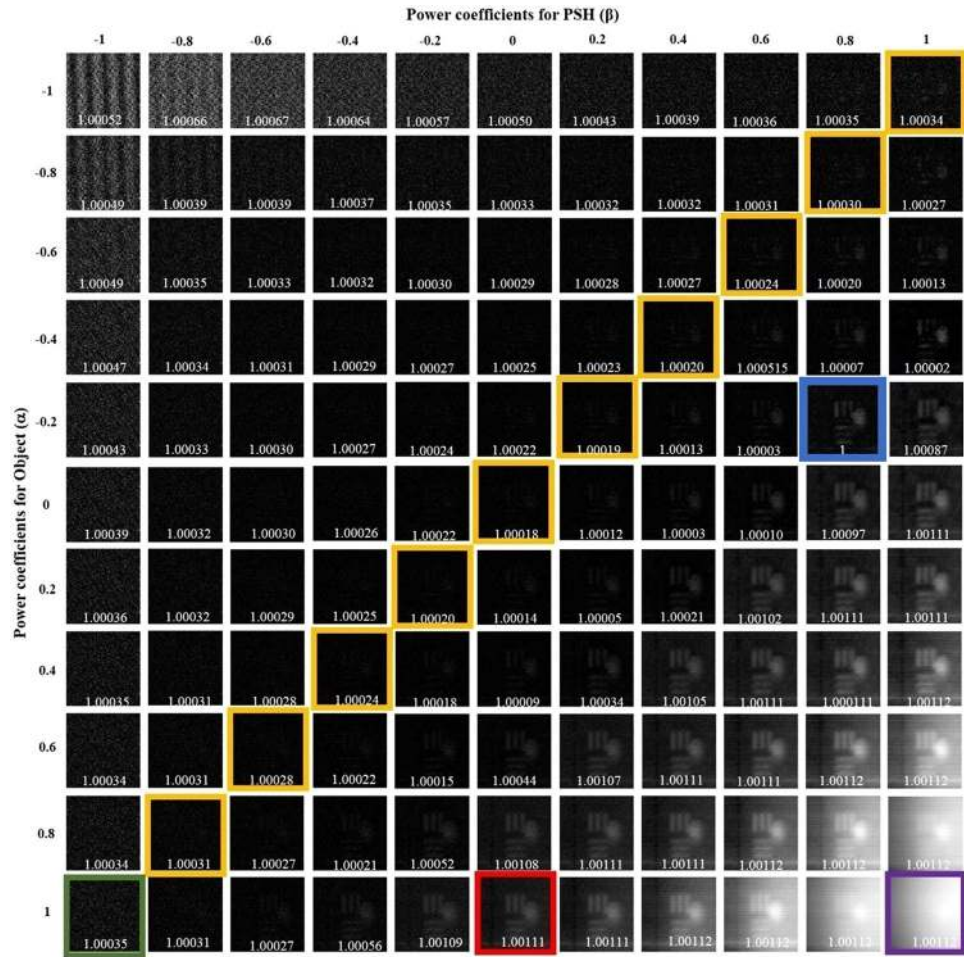 Power coefficients for PSH (β)
-1 -0.8 -0.6 -0.4 -0.2 0 0.2 0.4 0.6 0.8 1
Power coefficients for Object (α)
-1 1.00052 1.00066 1.00067 1.00064 1.00057 1.00050 1.00043 1.00039 1.00036 1.00035 1.00034
-0.8 1.00049 1.00039 1.00039 1.00037 1.00035 1.00033 1.00032 1.00032 1.00031 1.00030 1.00027
-0.6 1.00049 1.00035 1.00033 1.00032 1.00030 1.00029 1.00028 1.00027 1.00024 1.00020 1.00013
-0.4 1.00047 1.00034 1.00031 1.00029 1.00027 1.00025 1.00023 1.00020 1.000515 1.00007 1.00002
-0.2 1.00043 1.00033 1.00030 1.00027 1.00024 1.00022 1.00019 1.00013 1.00003 1 1.00087
0 1.00039 1.00032 1.00030 1.00026 1.00022 1.00018 1.00012 1.00003 1.00010 1.00097 1.00111
0.2 1.00036 1.00032 1.00029 1.00025 1.00020 1.00014 1.00005 1.00021 1.00102 1.00111 1.00111
0.4 1.00035 1.00031 1.00028 1.00024 1.00018 1.00009 1.00034 1.00105 1.00111 1.000111 1.00112
0.6 1.00034 1.00031 1.00028 1.00022 1.00015 1.00044 1.00107 1.00111 1.00111 1.00112 1.00112
0.8 1.00034 1.00031 1.00027 1.00021 1.00052 1.00108 1.00111 1.00111 1.00112 1.00112 1.00112
1 1.00035 1.00031 1.00027 1.00056 1.00109 1.00111 1.00112 1.00112 1.00112 1.00112 1.00112